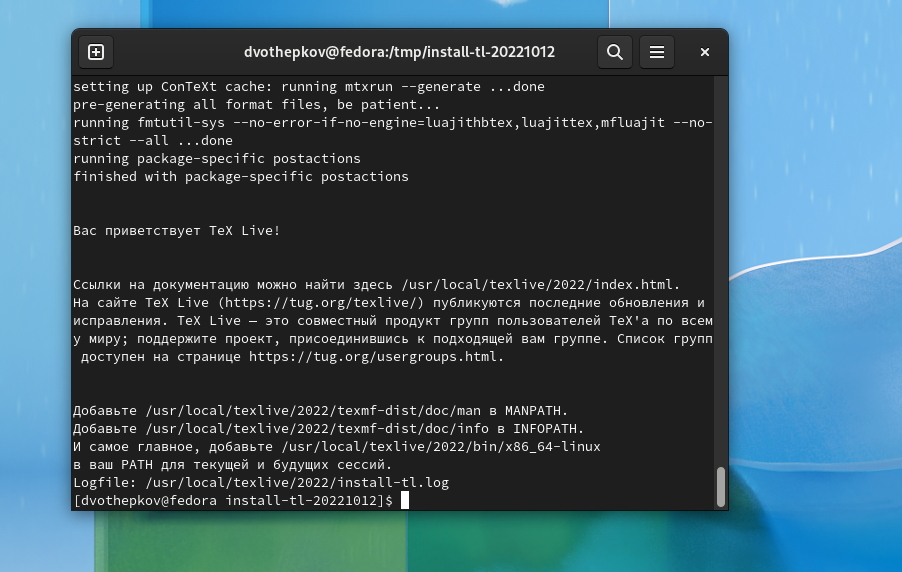 dvothepkov@fedora:/tmp/install-tl-20221012
setting up ConTeXt cache: running mtxrun --generate ...done
pre-generating all format files, be patient...
running fmtutil-sys --no-error-if-no-engine=luajithbtex,luajittex,mfluajit --no-
strict --all ...done
running package-specific postactions
finished with package-specific postactions
Вас приветствует TeX Live!
Ссылки на документацию можно найти здесь /usr/local/texlive/2022/index.html.
На сайте TeX Live (https://tug.org/texlive/) публикуются последние обновления и
исправления. TeX Live — это совместный продукт групп пользователей TeX'а по всем
у миру; поддержите проект, присоединившись к подходящей вам группе. Список групп
доступен на странице https://tug.org/usergroups.html.
Добавьте /usr/local/texlive/2022/texmf-dist/doc/man в MANPATH.
Добавьте /usr/local/texlive/2022/texmf-dist/doc/info в INFOPATH.
И самое главное, добавьте /usr/local/texlive/2022/bin/x86_64-linux
в ваш PATH для текущей и будущих сессий.
Logfile: /usr/local/texlive/2022/install-tl.log
[dvothepkov@fedora install-tl-20221012]$